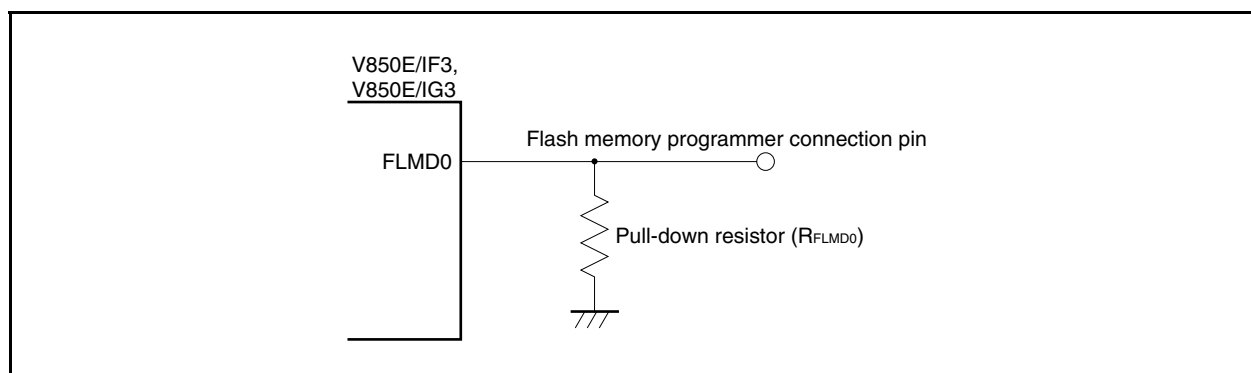 V850E/IF3,
V850E/IG3
Flash memory programmer connection pin
FLMD0
Pull-down resistor (RFLMD0)